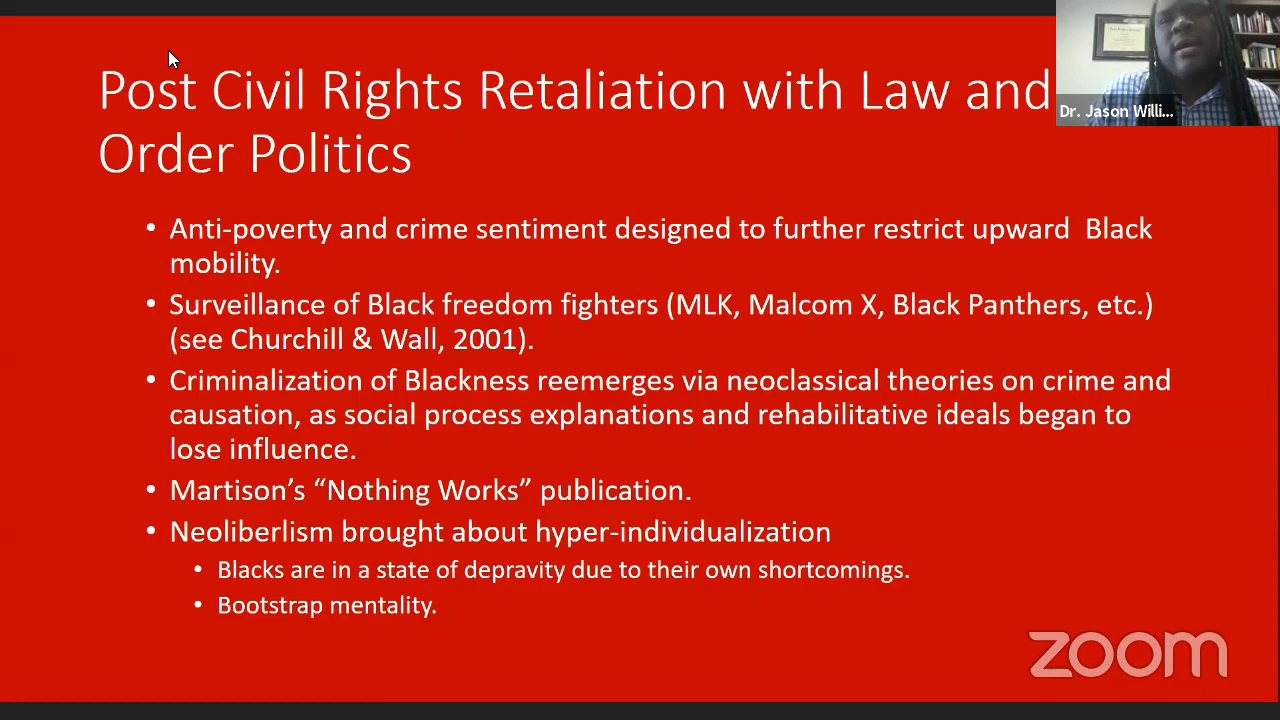 Post Civil Rights Retaliation with Law and
Order Politics
Dr. Jason Willi...
• Anti-poverty and crime sentiment designed to further restrict upward  Black
mobility.
• Surveillance of Black freedom fighters (MLK, Malcom X, Black Panthers, etc.)
(see Churchill & Wall, 2001).
• Criminalization of Blackness reemerges via neoclassical theories on crime and
causation, as social process explanations and rehabilitative ideals began to
lose influence.
• Martison’s “Nothing Works” publication.
• Neoliberlism brought about hyper-individualization
• Blacks are in a state of depravity due to their own shortcomings.
• Bootstrap mentality.
zoom